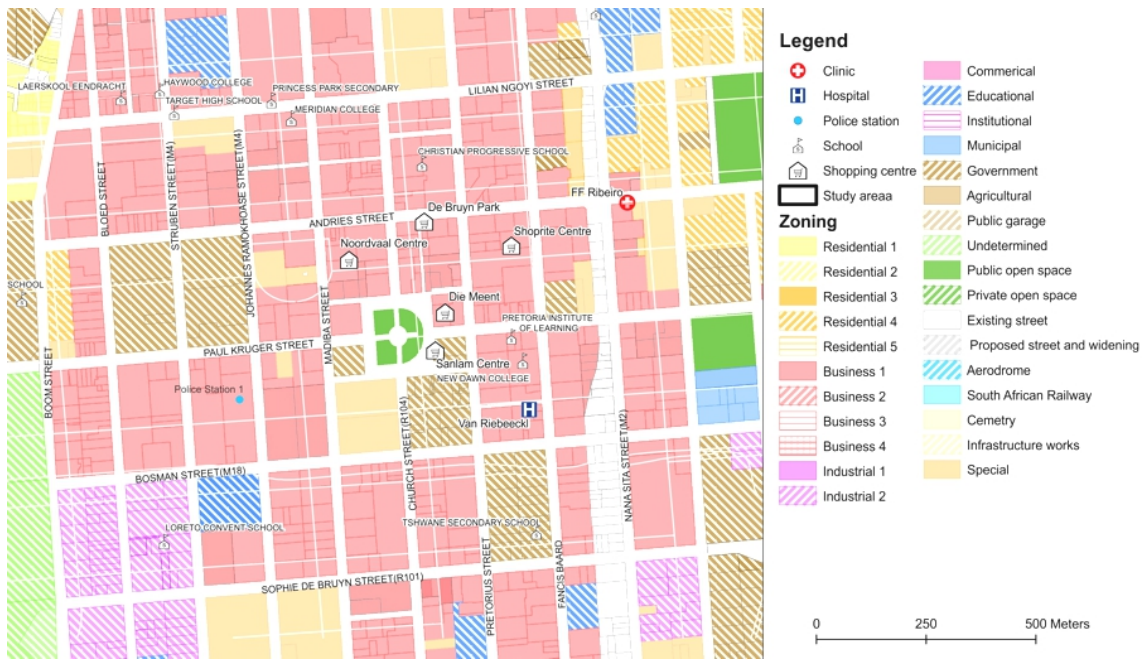 LILIAN NGOYI STREET
LAERSKOOL EENDRACHT
HAYWOOD COLLEGE
TARGET HIGH SCHOOL
PRINCESS PARK SECONDARY
MERIDIAN COLLEGE
CHRISTIAN PROGRESSIVE SCHOOL
FF Ribeiro
BLOED STREET
STRUBEN STREET(M4)
JOHANNES RAMOKHOASE STREET(M4)
ANDRIES STREET
De Bruyn Park
Noordvaal Centre
Shoprite Centre
SCHOOL
MADIBA STREET
Die Meent
PRETORIA INSTITUTE
OF LEARNING
PAUL KRUGER STREET
Sanlam Centre
NEW DAWN COLLEGE
BOOM STREET
Police Station 1
Van Riebeeckl
CHURCH STREET(R104)
NANA SITA STREET(M2)
BOSMAN STREET(M18)
LORETO CONVENT SCHOOL
TSHWANE SECONDARY SCHOOL
SOPHIE DE BRUYN STREET(R101)
PRETORIUS STREET
FANCIS BAARD
Legend
Clinic
Hospital
Police station
School
Shopping centre
Study areaa
Zoning
Residential 1
Residential 2
Residential 3
Residential 4
Residential 5
Business 1
Business 2
Business 3
Business 4
Industrial 1
Industrial 2
Commerical
Educational
Institutional
Municipal
Government
Agricultural
Public garage
Undetermined
Public open space
Private open space
Existing street
Proposed street and widening
Aerodrome
South African Railway
Cemetry
Infrastructure works
Special
0 250 500 Meters